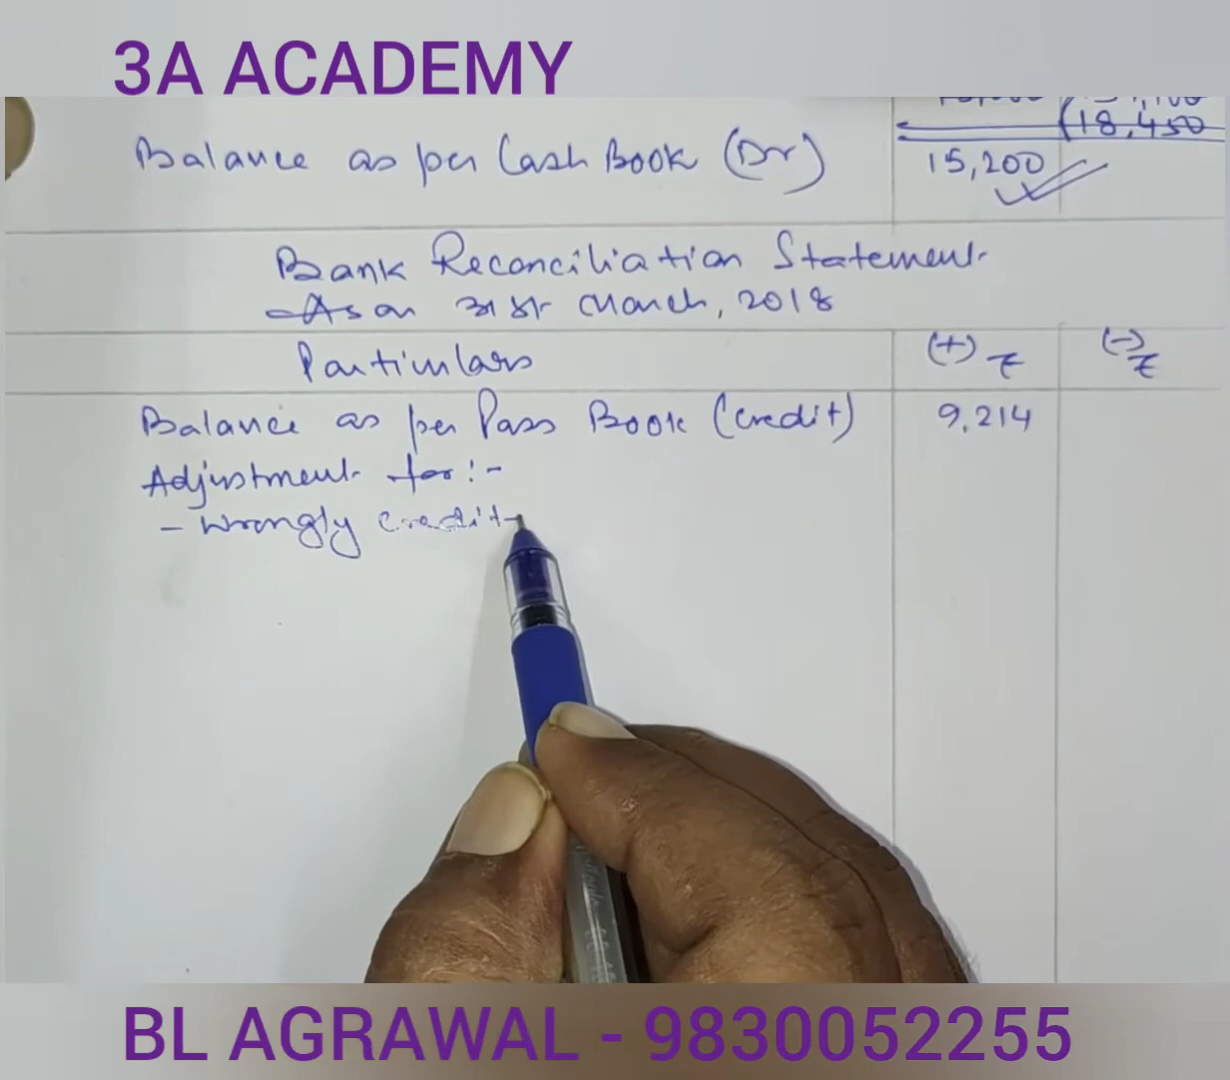 3A ACADEMY
18,450
Balance as per Cash Book (Dr) 15,200
Bank Reconciliation Statement
As on 31st March, 2018
Particulars (+) ₹ (-) ₹
Balance as per Pass Book (credit) 9,214
Adjustment for:-
- Wrongly credit
BL AGRAWAL - 9830052255